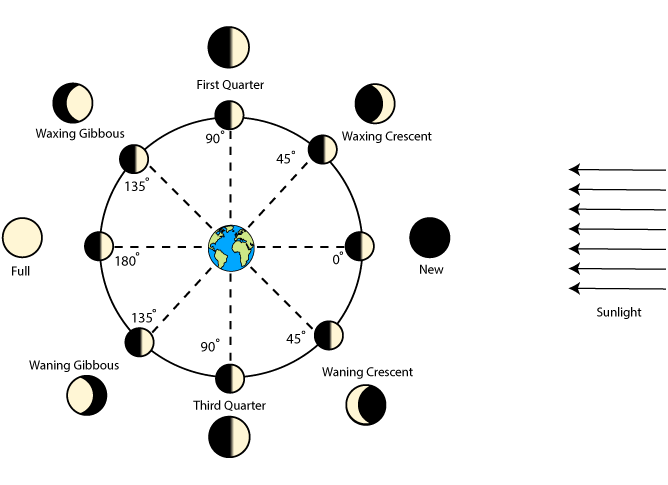 First Quarter
Waxing Gibbous
Waxing Crescent
90°
45°
135°
Full
180°
0°
New
Sunlight
135°
90°
45°
Waning Gibbous
Waning Crescent
Third Quarter